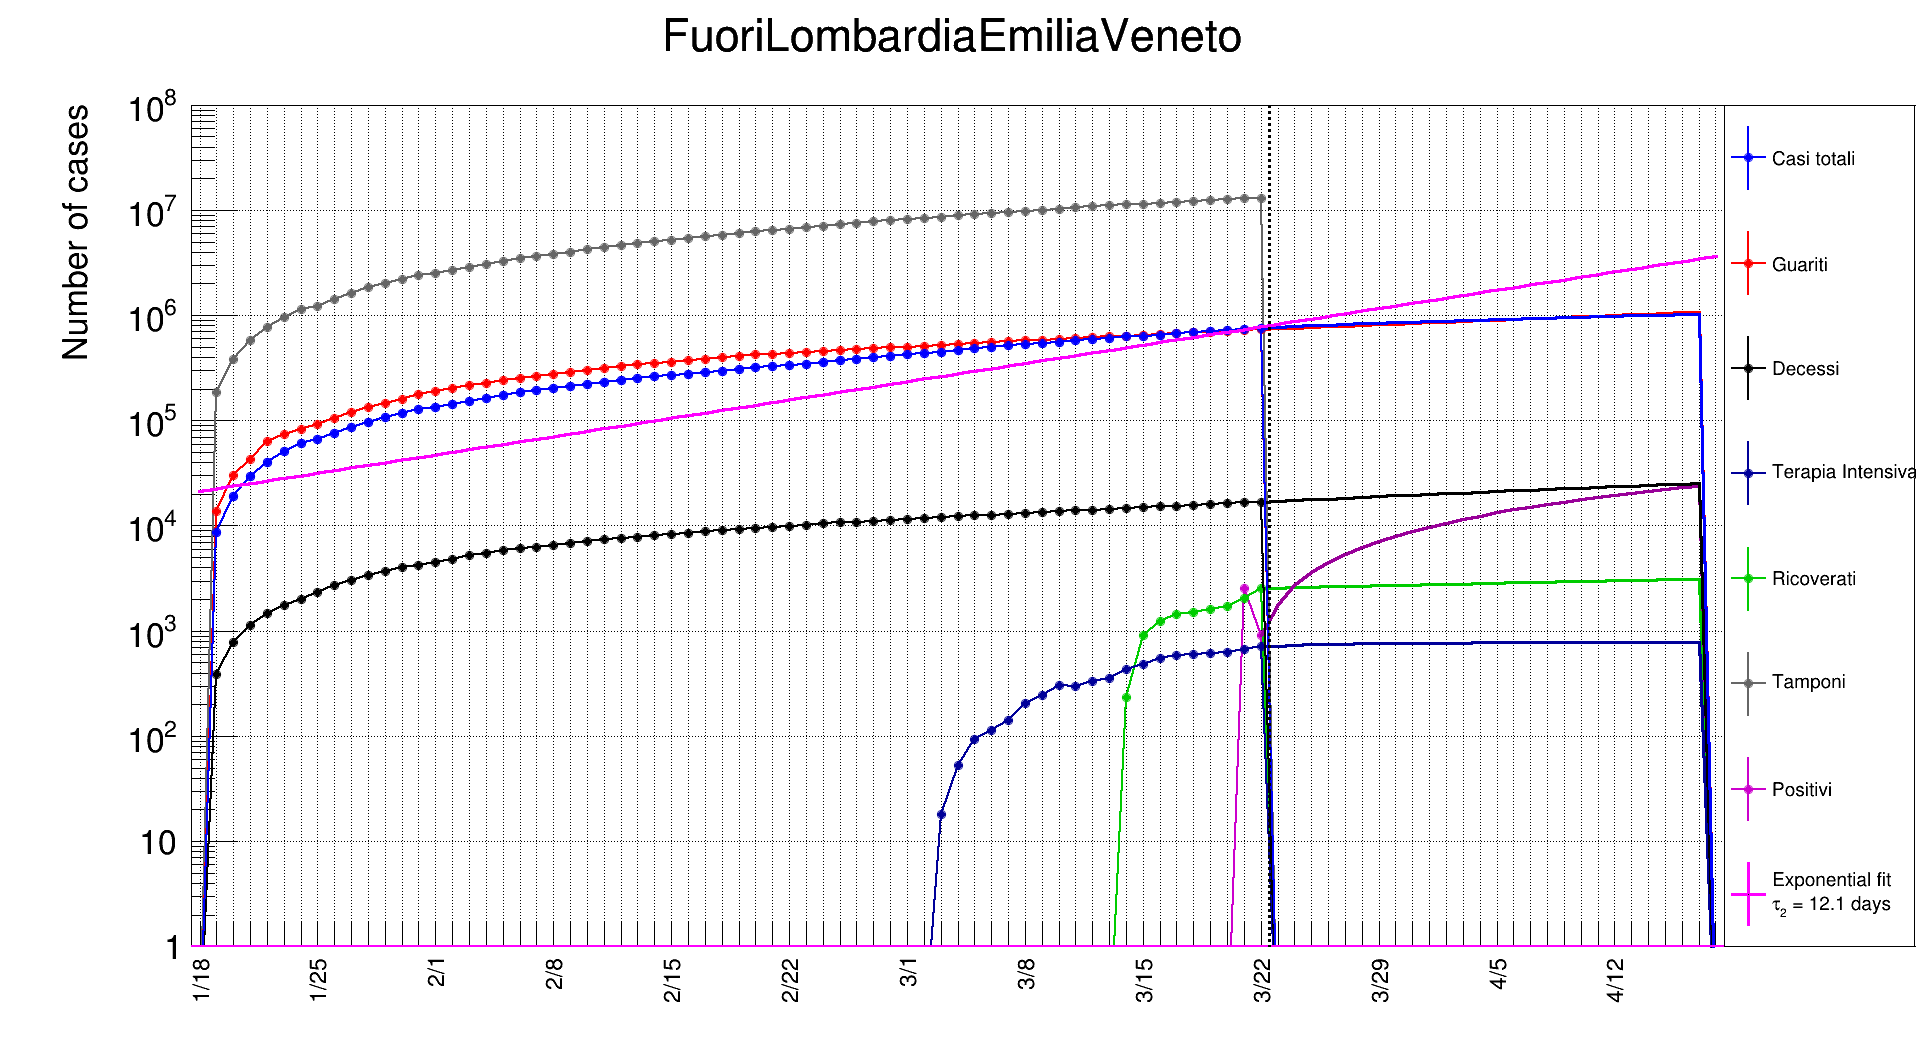 FuoriLombardiaEmiliaVeneto
Number of cases
10^8
10^7
10^6
10^5
10^4
10^3
10^2
10
1
1/18
1/25
2/1
2/8
2/15
2/22
3/1
3/8
3/15
3/22
3/29
4/5
4/12
Casi totali
Guariti
Decessi
Terapia Intensiva
Ricoverati
Tamponi
Positivi
Exponential fit
τ_2 = 12.1 days